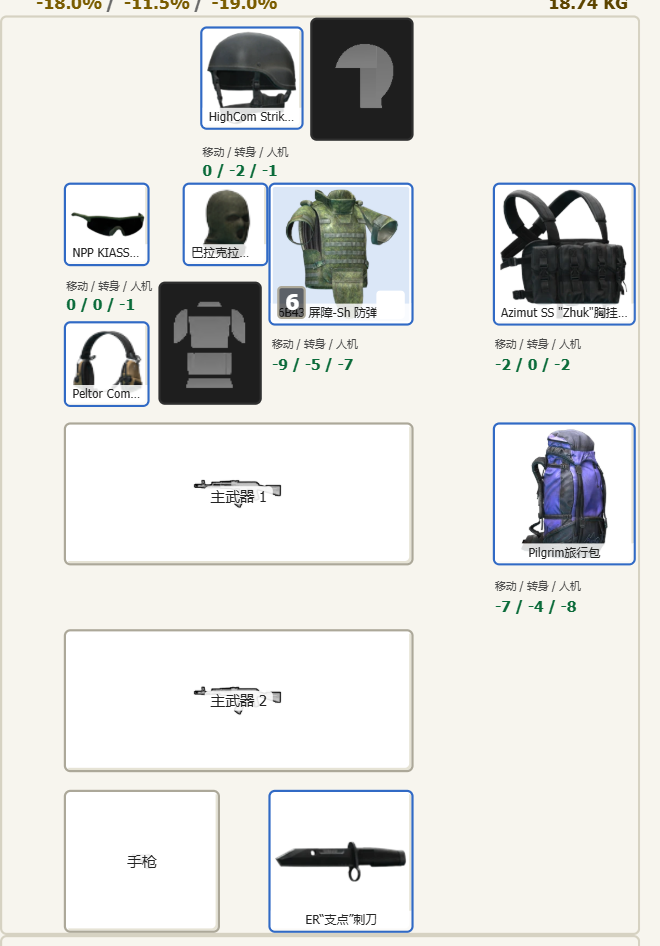 -18.0% / -11.5% / -19.0%
18.74 KG
HighCom Strik...
移动 / 转身 / 人机
0 / -2 / -1
NPP KIASS...
巴拉克拉...
6
5B43 屏障-Sh 防弹
Azimut SS "Zhuk"胸挂...
移动 / 转身 / 人机
0 / 0 / -1
移动 / 转身 / 人机
-9 / -5 / -7
移动 / 转身 / 人机
-2 / 0 / -2
Peltor Com...
主武器 1
Pilgrim旅行包
移动 / 转身 / 人机
-7 / -4 / -8
主武器 2
手枪
ER“支点”刺刀